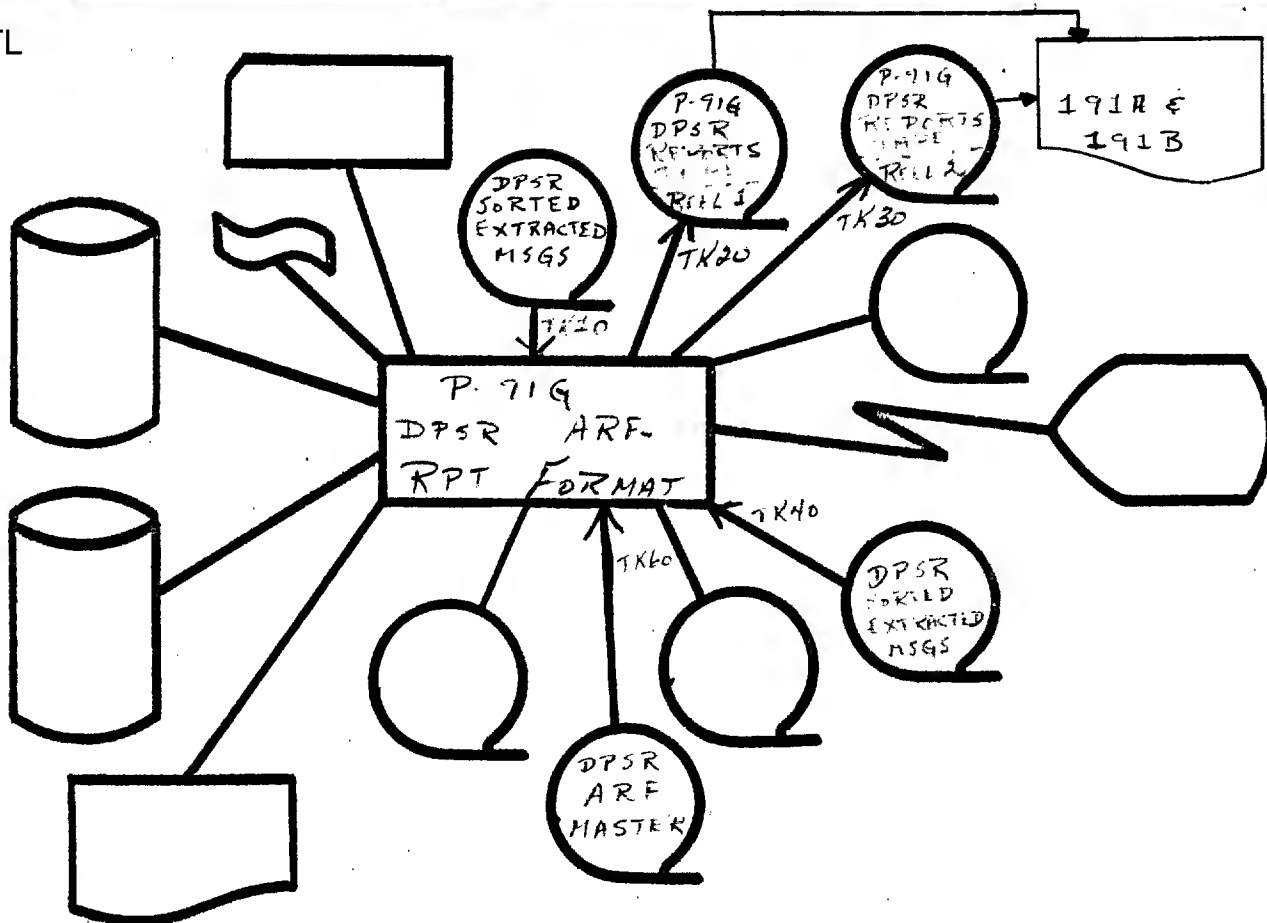 TL
P-91G
DPSR
REPORTS
REEL 1
P-91G
DPSR
REPORTS
TAPE
REEL 2
191A &
191B
DPSR
SORTED
EXTRACTED
MSGS
TK10
TK20
TK30
P-91G
DPSR ARF
RPT FORMAT
TK40
TK60
DPSR
SORTED
EXTRACTED
MSGS
DPSR
ARF
MASTER